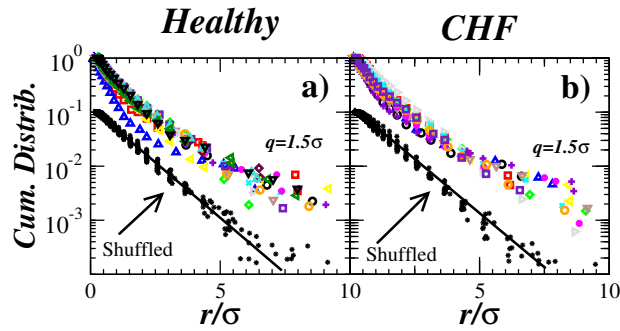 Healthy CHF
Cum. Distrib.
10^0
10^-1
10^-2
10^-3
a) b)
q=1.5σ q=1.5σ
Shuffled Shuffled
0 5 10 0 5 10
r/σ r/σ